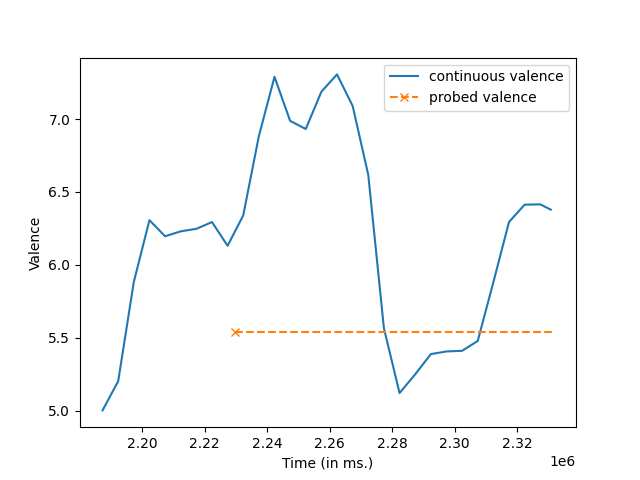 continuous valence
probed valence
7.0
6.5
6.0
5.5
5.0
Valence
2.20 2.22 2.24 2.26 2.28 2.30 2.32
1e6
Time (in ms.)